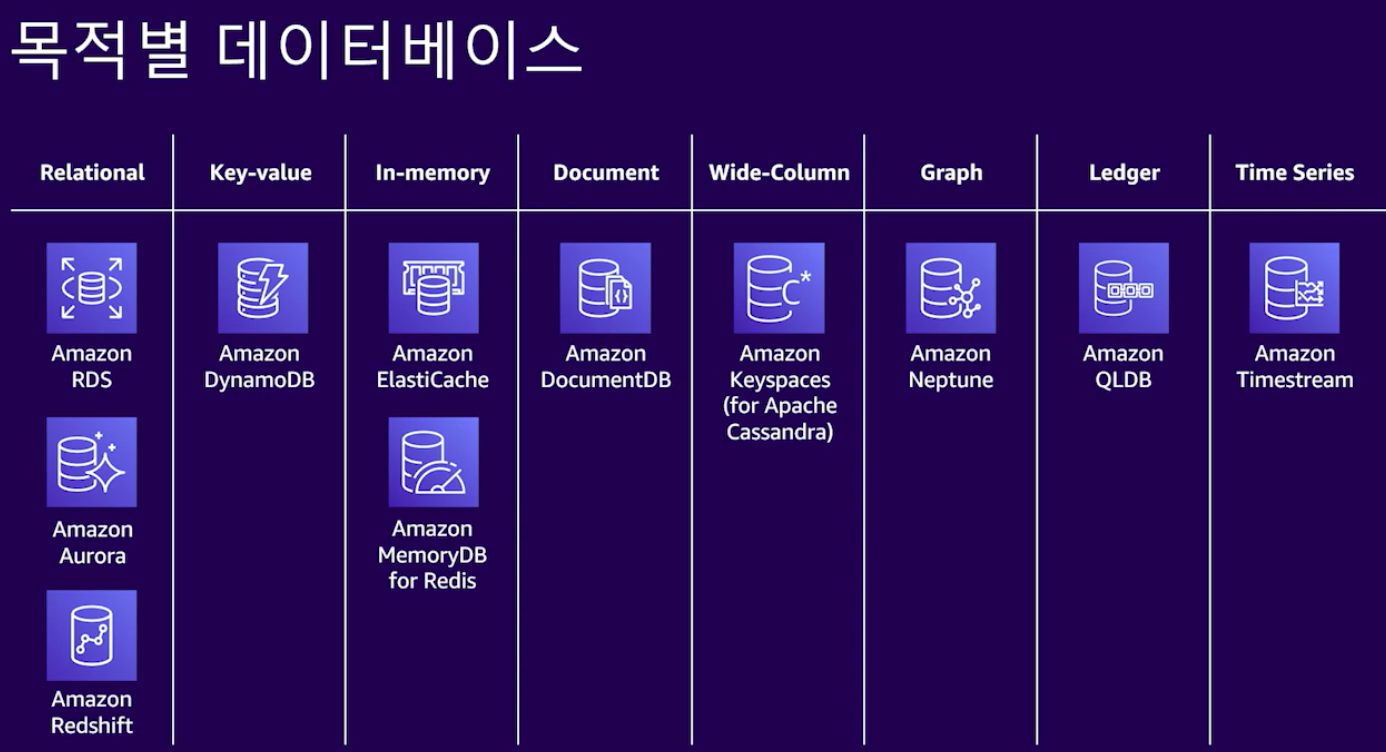 목적별 데이터베이스
Relational
Key-value
In-memory
Document
Wide-Column
Graph
Ledger
Time Series
Amazon
RDS
Amazon
Aurora
Amazon
Redshift
Amazon
DynamoDB
Amazon
ElastiCache
Amazon
MemoryDB
for Redis
Amazon
DocumentDB
C*
Amazon
Keyspaces
(for Apache
Cassandra)
Amazon
Neptune
Amazon
QLDB
Amazon
Timestream